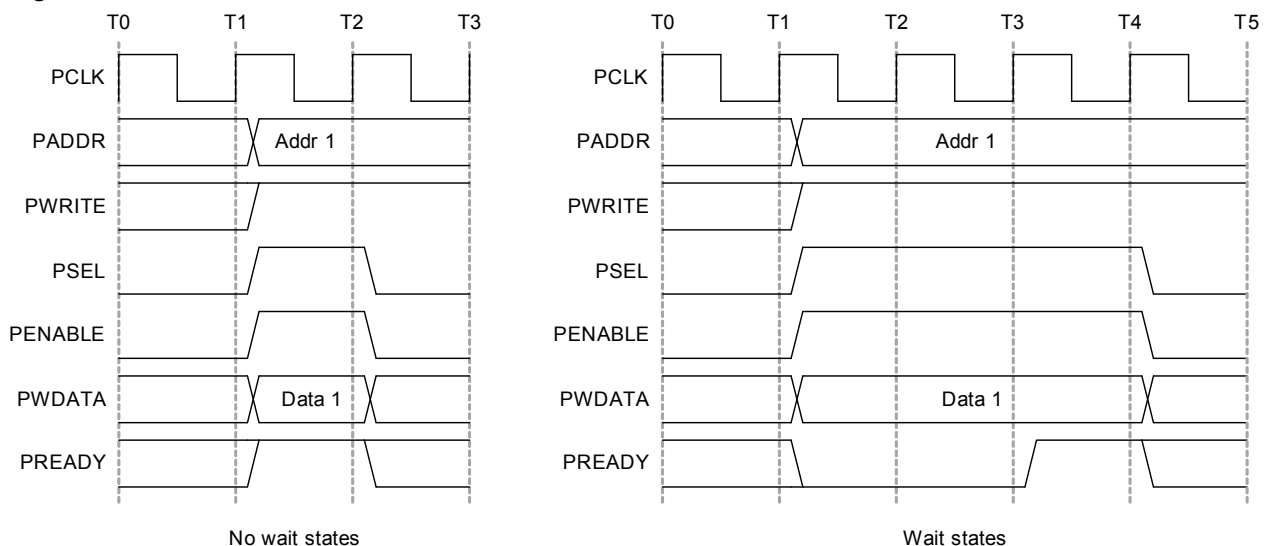 T0 T1 T2 T3
PCLK
PADDR Addr 1
PWRITE
PSEL
PENABLE
PWDATA Data 1
PREADY
No wait states
T0 T1 T2 T3 T4 T5
PCLK
PADDR Addr 1
PWRITE
PSEL
PENABLE
PWDATA Data 1
PREADY
Wait states